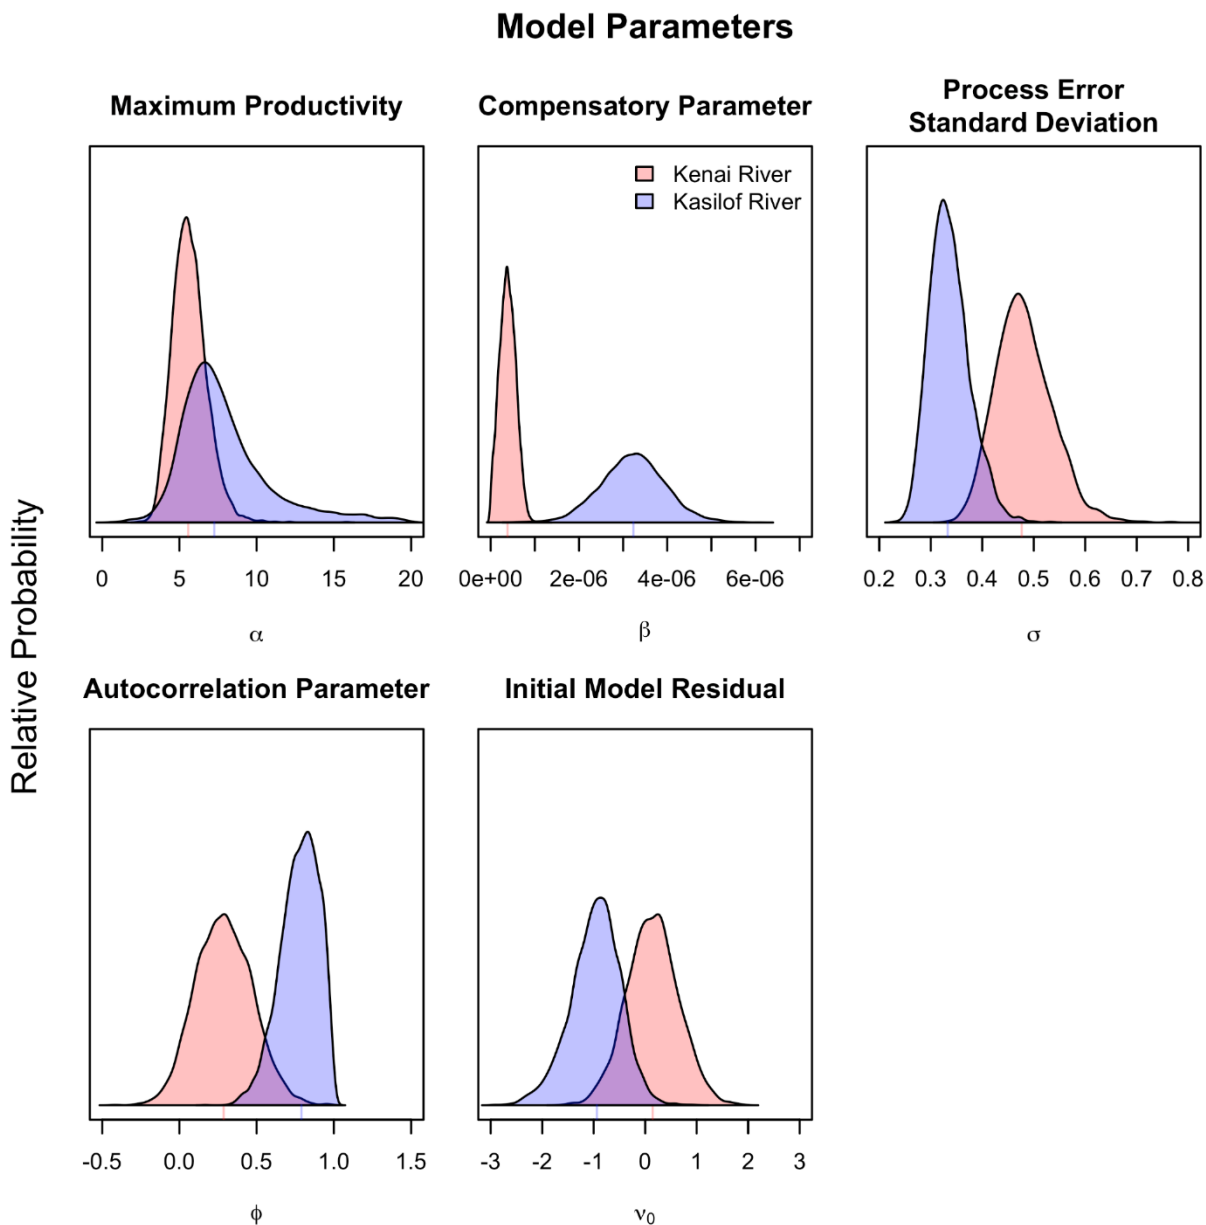 Model Parameters
Maximum Productivity
Compensatory Parameter
Process Error
Standard Deviation
Kenai River
Kasilof River
0 5 10 15 20
0e+00 2e-06 4e-06 6e-06
0.2 0.3 0.4 0.5 0.6 0.7 0.8
α
β
σ
Relative Probability
Autocorrelation Parameter
Initial Model Residual
-0.5 0.0 0.5 1.0 1.5
-3 -2 -1 0 1 2 3
ϕ
ν₀